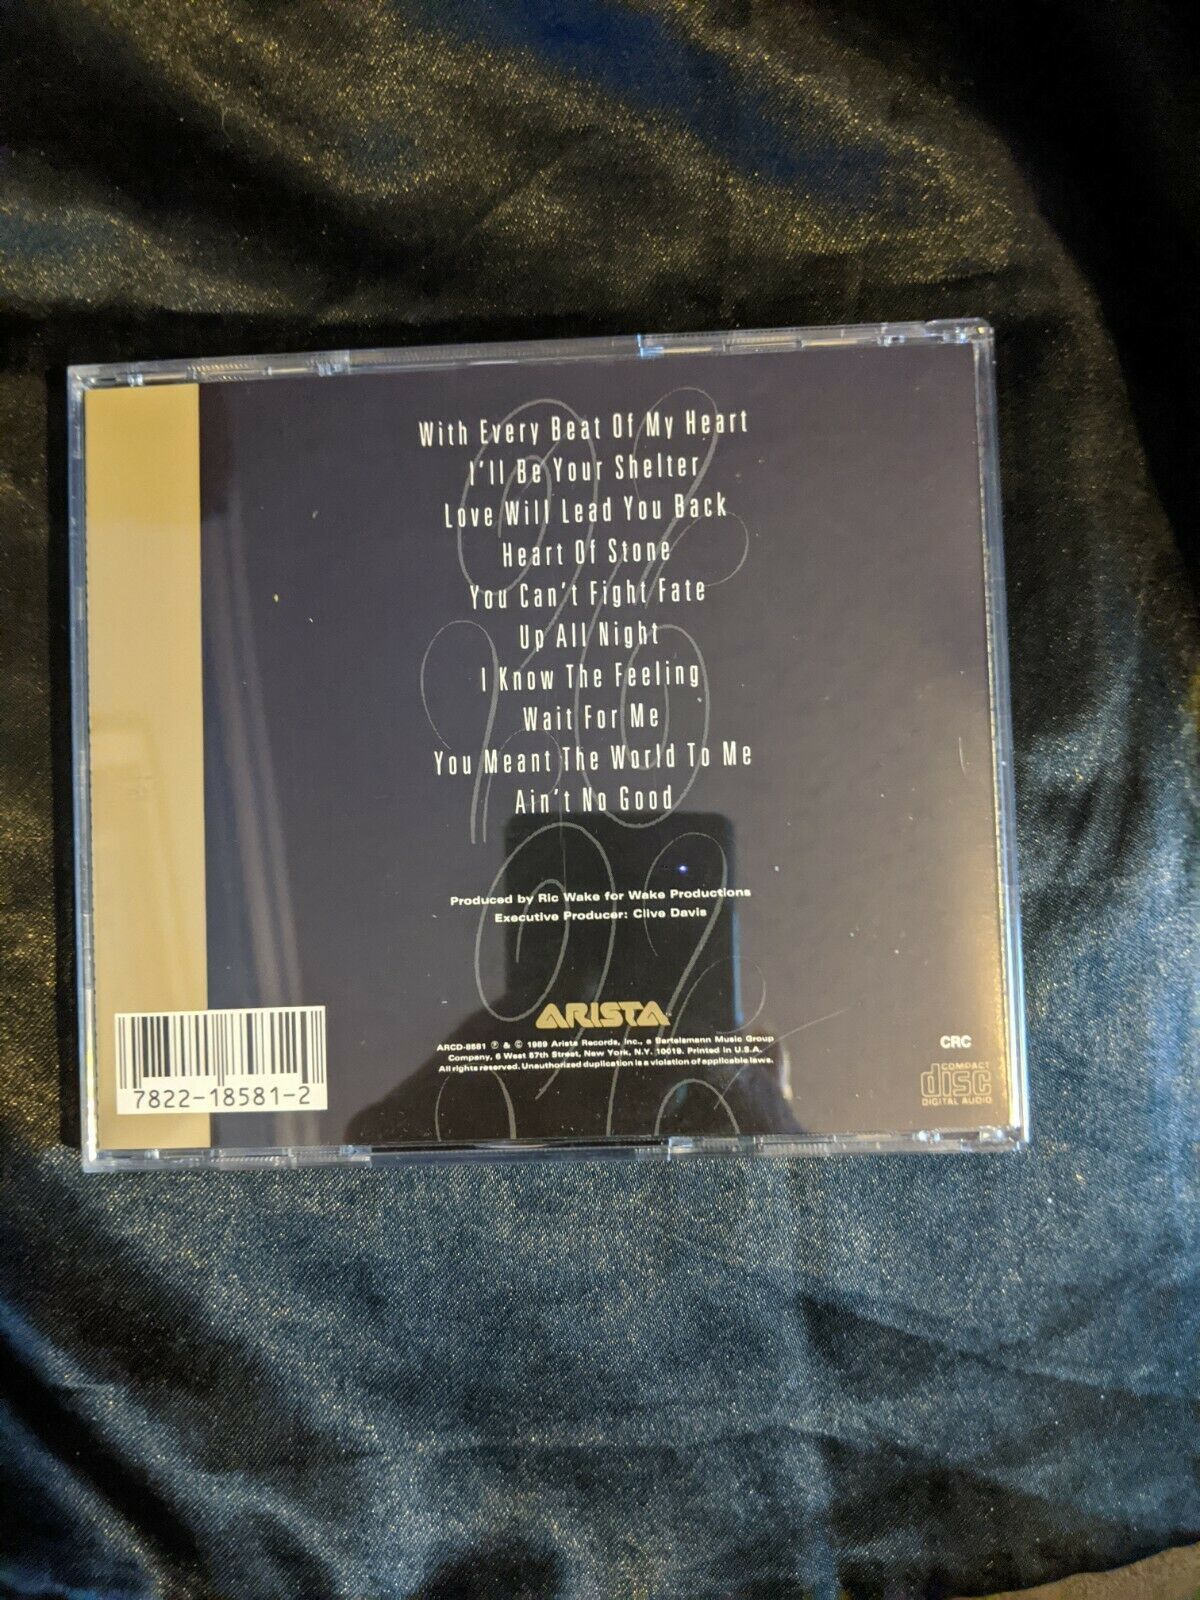 With Every Beat Of My Heart
I'll Be Your Shelter
Love Will Lead You Back
Heart Of Stone
You Can't Fight Fate
Up All Night
I Know The Feeling
Wait For Me
You Meant The World To Me
Ain't No Good
Produced by Ric Wake for Wake Productions
Executive Producer: Clive Davis
ARISTA
ARCD-8581 ℗ & © 1989 Arista Records, Inc., a Bertelsmann Music Group
Company, 6 West 57th Street, New York, N.Y. 10019. Printed in U.S.A.
All rights reserved. Unauthorized duplication is a violation of applicable laws.
7822-18581-2
CRC
COMPACT
disc
DIGITAL AUDIO